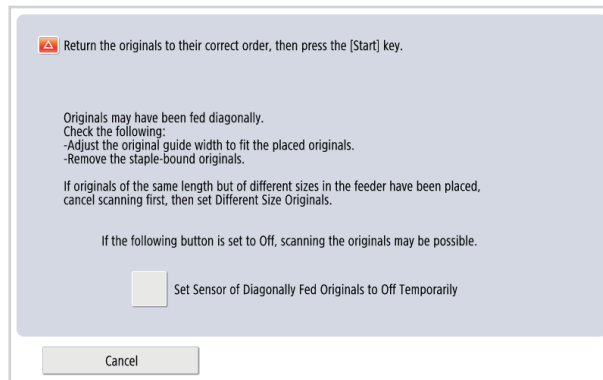 Return the originals to their correct order, then press the [Start] key.
Originals may have been fed diagonally.
Check the following:
-Adjust the original guide width to fit the placed originals.
-Remove the staple-bound originals.
If originals of the same length but of different sizes in the feeder have been placed,
cancel scanning first, then set Different Size Originals.
If the following button is set to Off, scanning the originals may be possible.
Set Sensor of Diagonally Fed Originals to Off Temporarily
Cancel